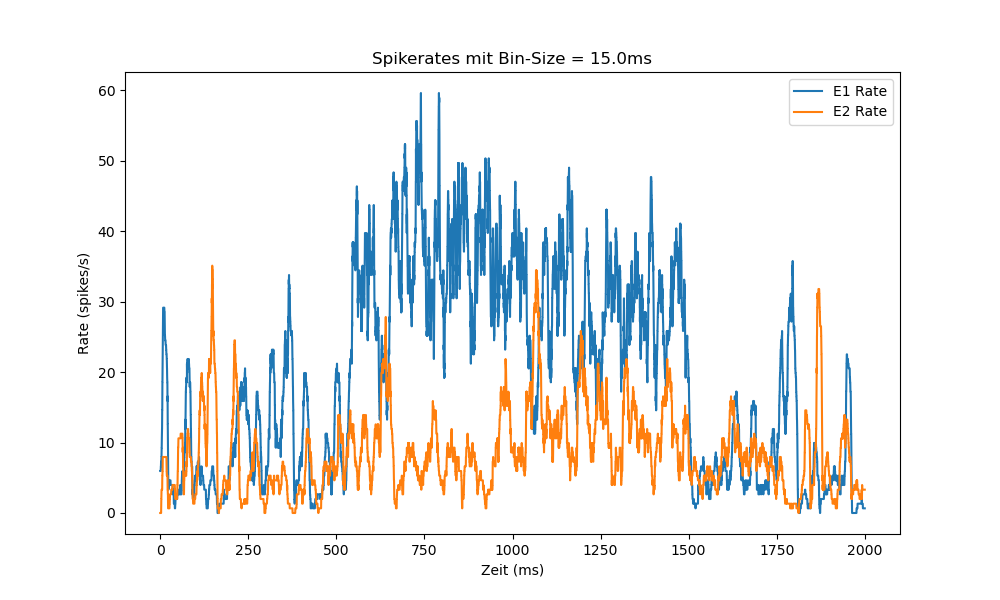 Spikerates mit Bin-Size = 15.0ms
E1 Rate
E2 Rate
Rate (spikes/s)
60
50
40
30
20
10
0
0 250 500 750 1000 1250 1500 1750 2000
Zeit (ms)